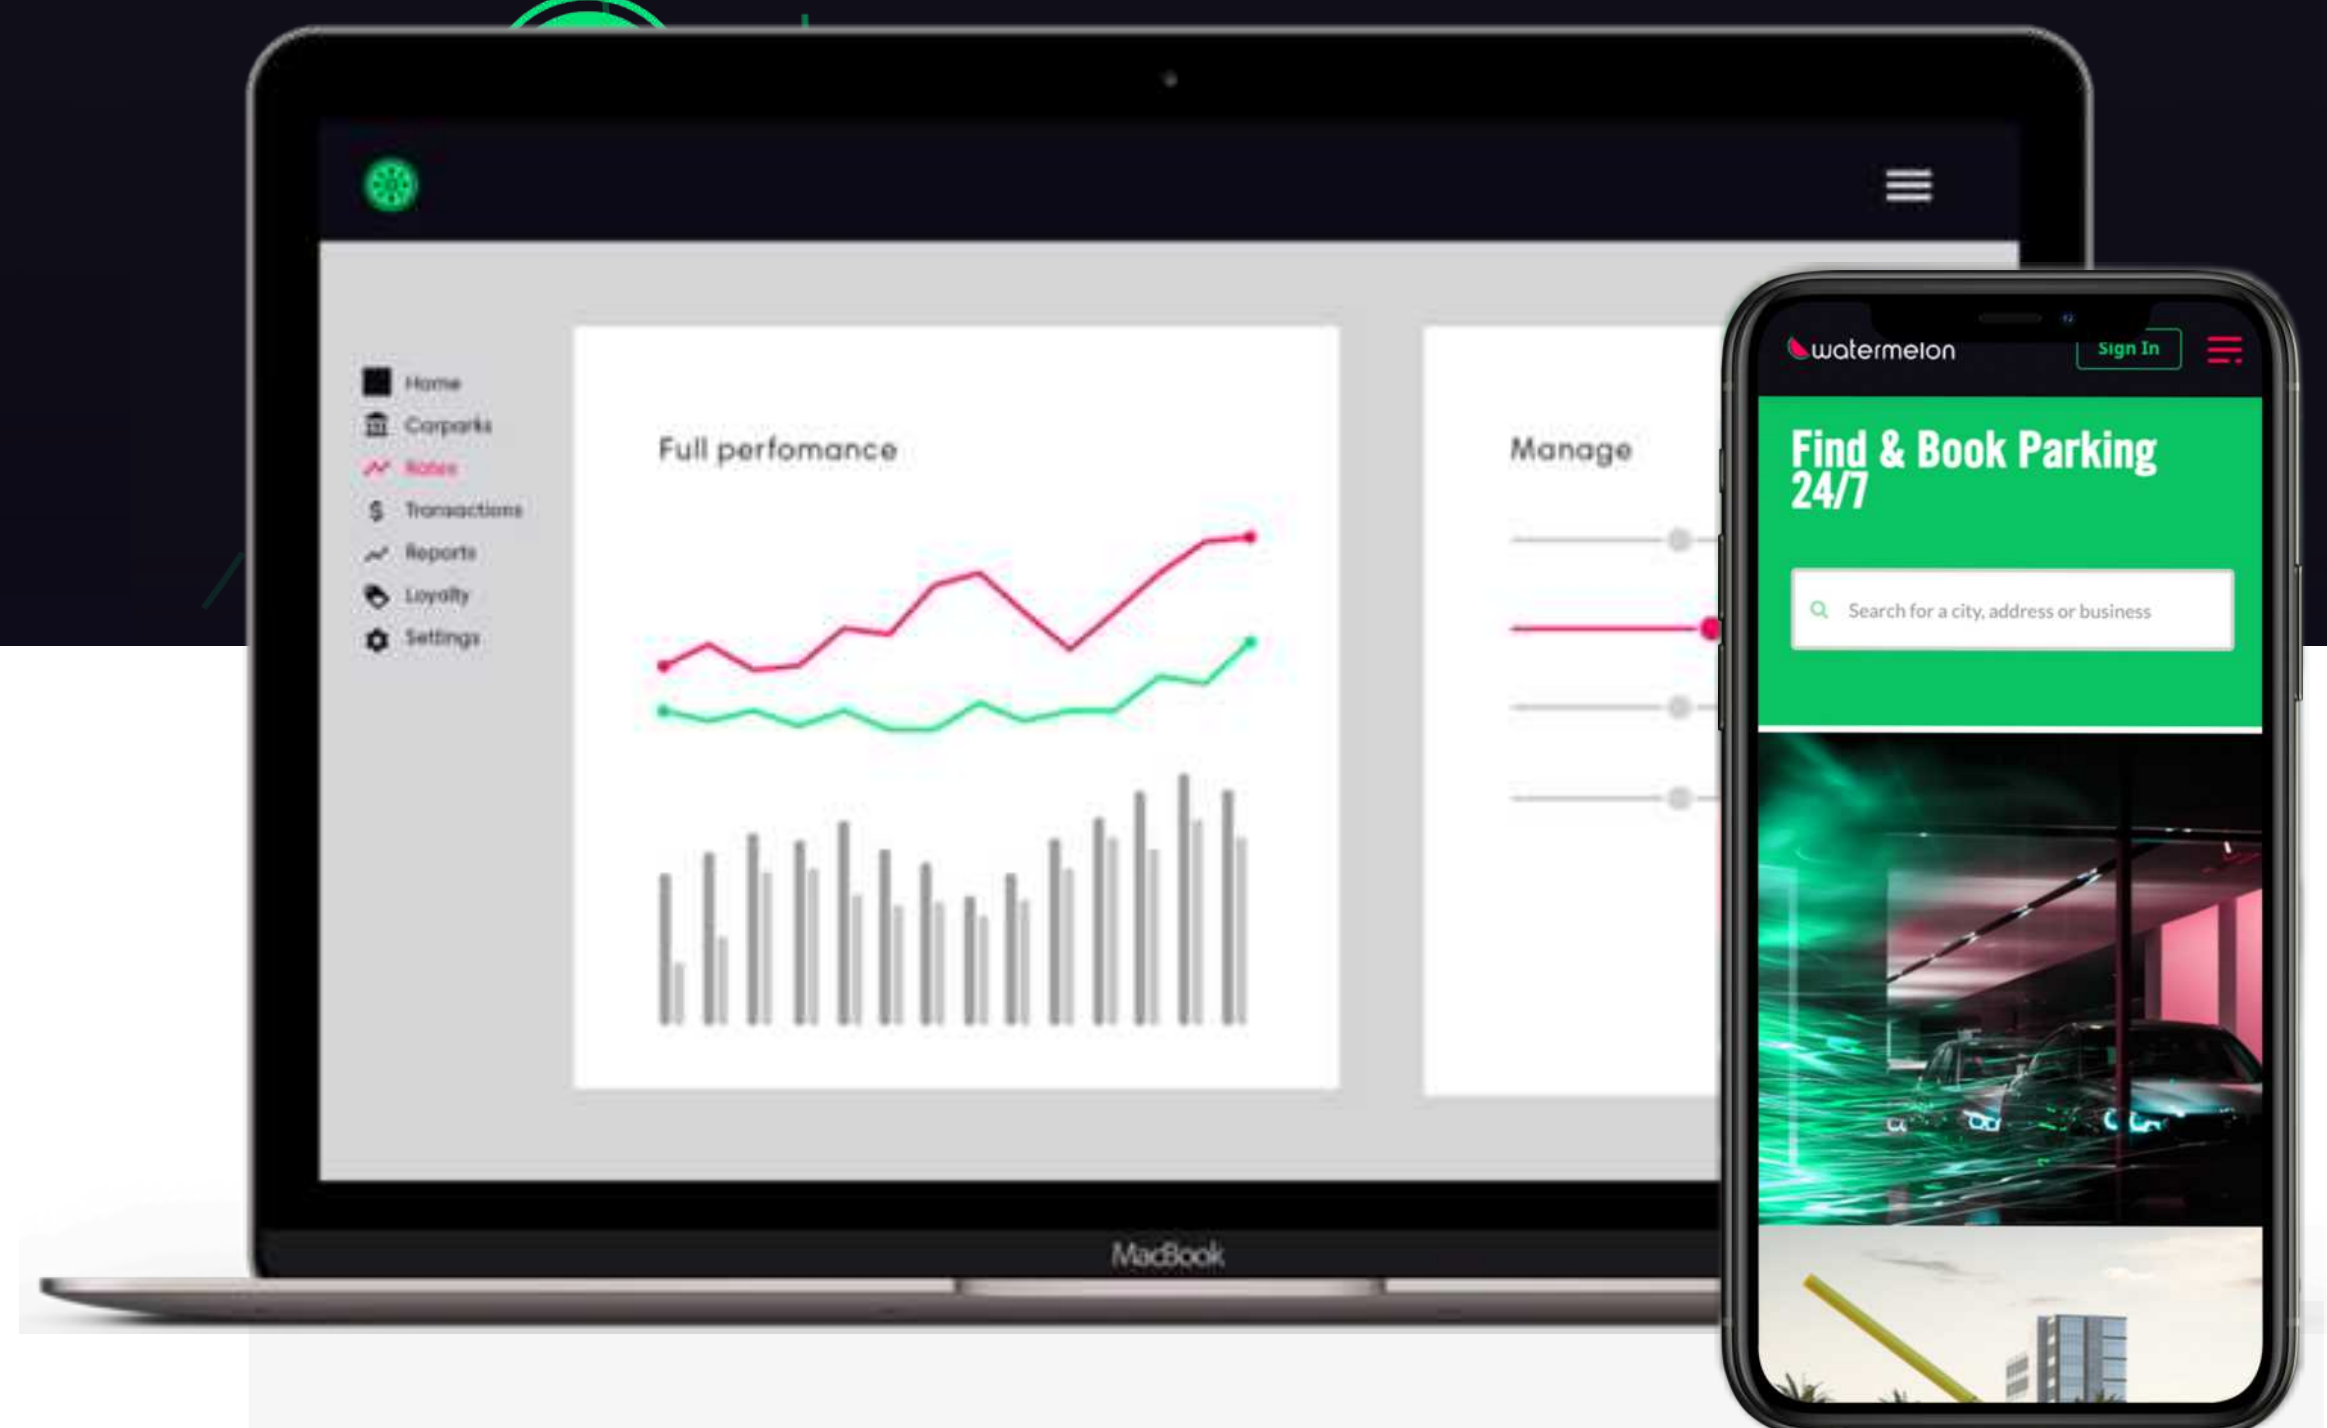 Home
Carparks
Rates
Transactions
Reports
Loyalty
Settings
Full perfomance
Manage
MacBook
watermelon
Sign In
Find & Book Parking
24/7
Search for a city, address or business